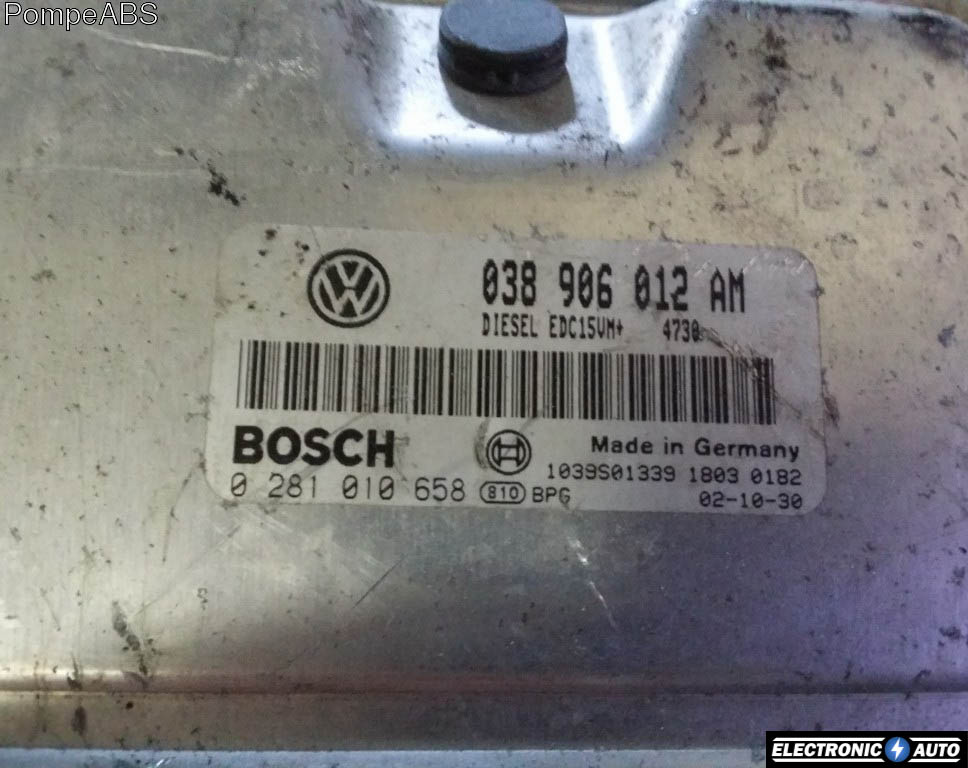 PompeABS
038 906 012 AM
DIESEL EDC15VM+ 4730
BOSCH
Made in Germany
1039S01339 1803 0182
0 281 010 658 810 BPG
02-10-30
ELECTRONIC AUTO